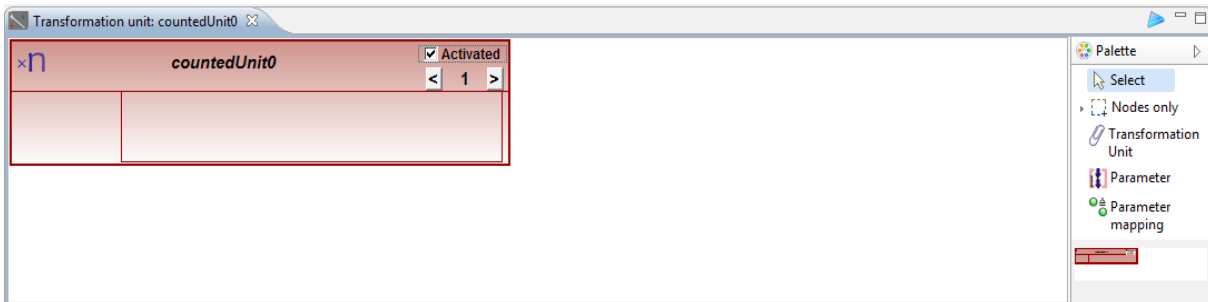 Transformation unit: countedUnit0
×n countedUnit0 Activated
< 1 >
Palette
Select
Nodes only
Transformation
Unit
Parameter
Parameter
mapping